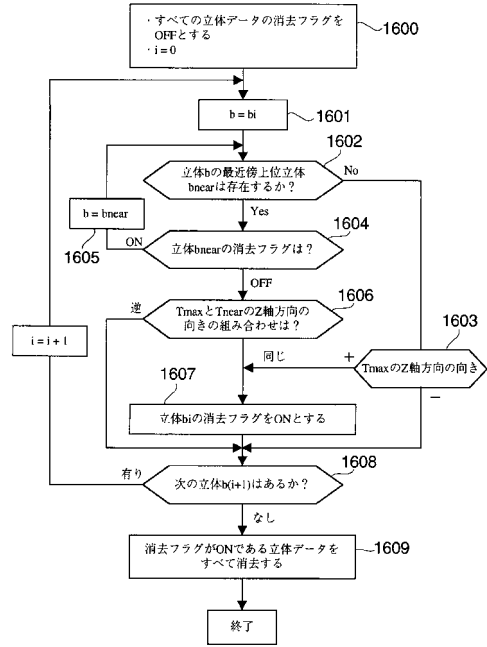 ・すべての立体データの消去フラグを
OFFとする
・i = 0
1600
b = bi
1601
1602
立体bの最近傍上位立体
bnearは存在するか？
No
Yes
b = bnear
1605
ON
1604
立体bnearの消去フラグは？
OFF
1606
逆
TmaxとTnearのZ軸方向の
向きの組み合わせは？
1603
i = i + 1
同じ
+
TmaxのZ軸方向の向き
−
1607
立体biの消去フラグをONとする
1608
有り
次の立体b(i+1)はあるか？
なし
消去フラグがONである立体データを
すべて消去する
1609
終了